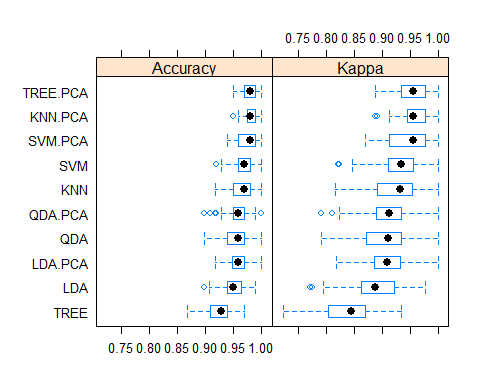 0.75 0.80 0.85 0.90 0.95 1.00
Accuracy Kappa
TREE.PCA
KNN.PCA
SVM.PCA
SVM
KNN
QDA.PCA
QDA
LDA.PCA
LDA
TREE
0.75 0.80 0.85 0.90 0.95 1.00